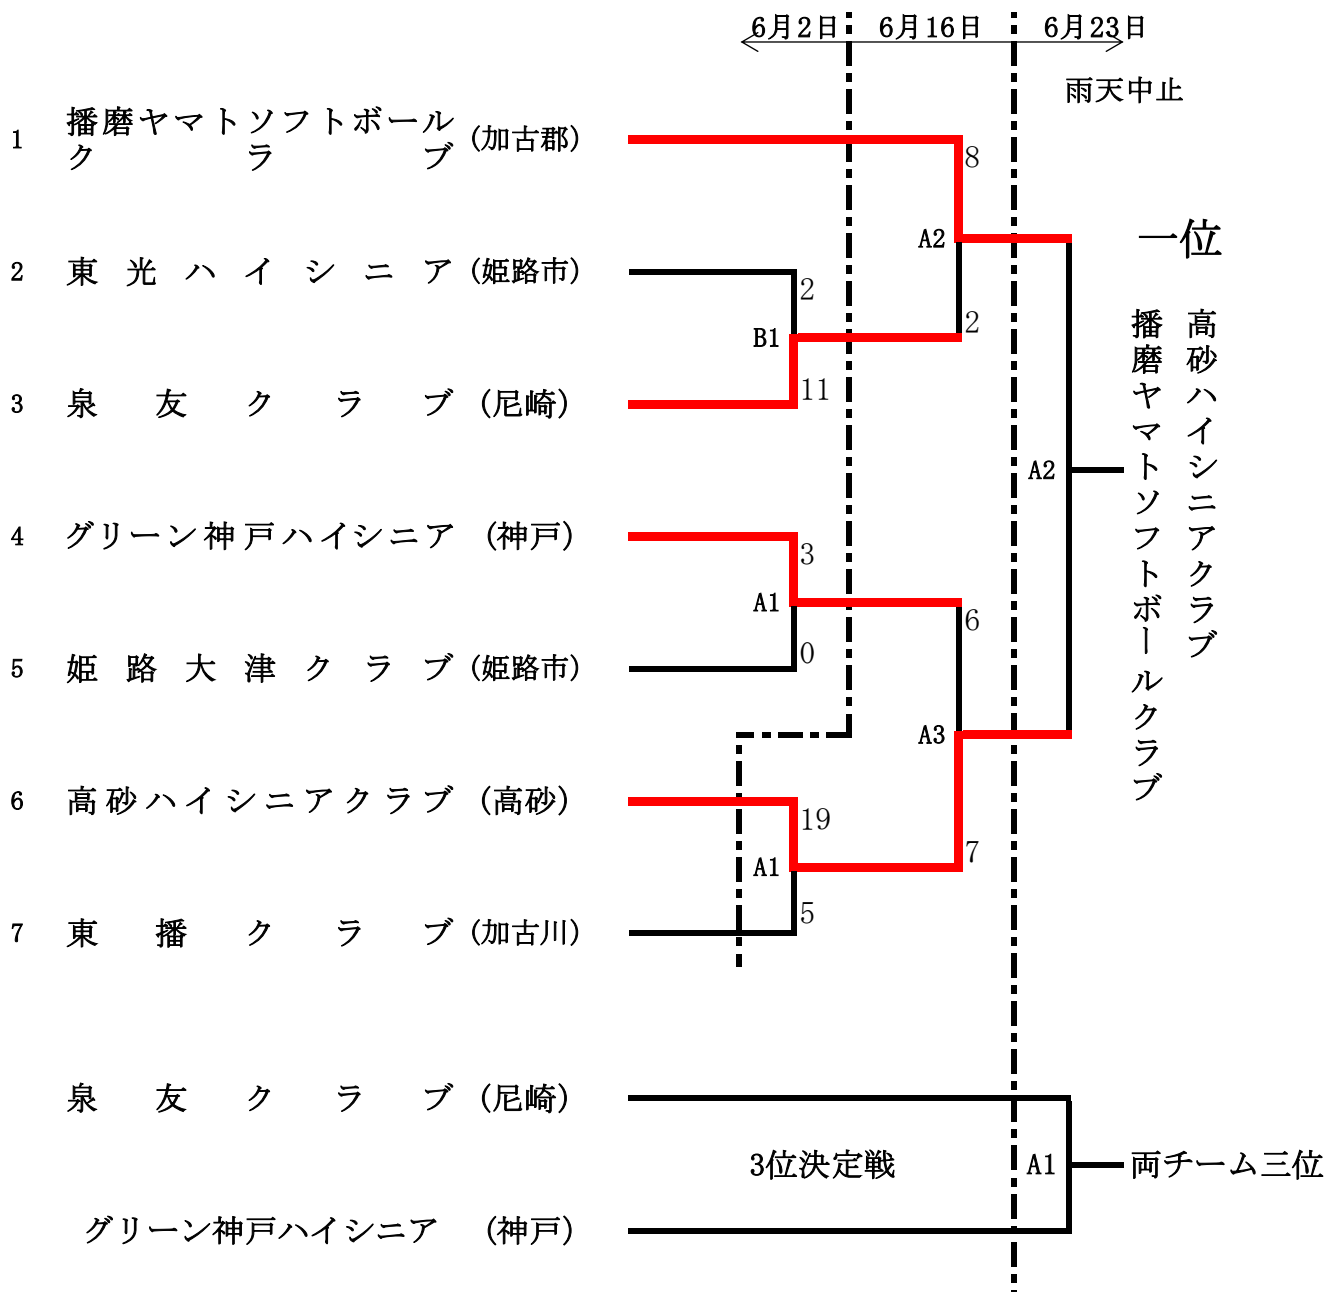 6月2日 6月16日 6月23日
雨天中止
1 播磨ヤマトソフトボール
クラブ (加古郡)
8
A2
一位
2 東光ハイシニア (姫路市)
2
B1
2
3 泉友クラブ (尼崎)
11
高砂ハイシニアクラブ
播磨ヤマトソフトボールクラブ
A2
4 グリーン神戸ハイシニア (神戸)
3
A1
6
5 姫路大津クラブ (姫路市)
0
A3
6 高砂ハイシニアクラブ (高砂)
19
A1
7
7 東播クラブ (加古川)
5
泉友クラブ (尼崎)
3位決定戦 A1 両チーム三位
グリーン神戸ハイシニア (神戸)